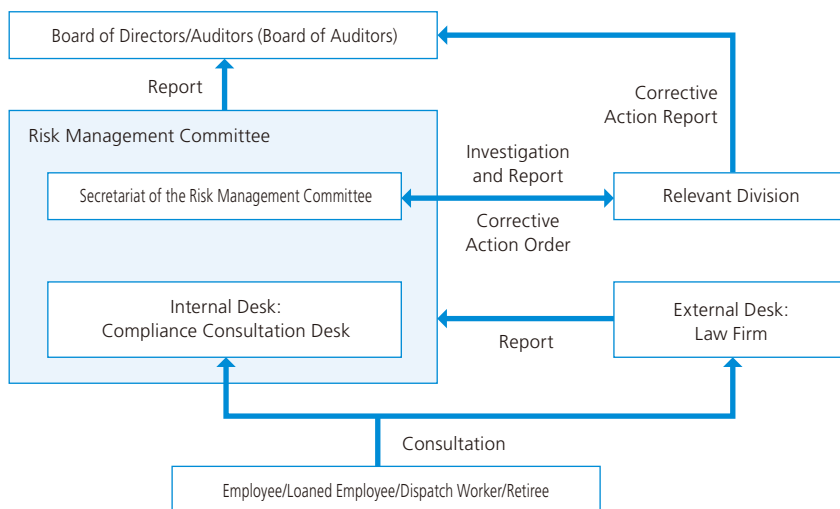 Board of Directors/Auditors (Board of Auditors)
Report
Corrective
Action Report
Risk Management Committee
Investigation
and Report
Secretariat of the Risk Management Committee
Relevant Division
Corrective
Action Order
Internal Desk:
Compliance Consultation Desk
External Desk:
Law Firm
Report
Consultation
Employee/Loaned Employee/Dispatch Worker/Retiree